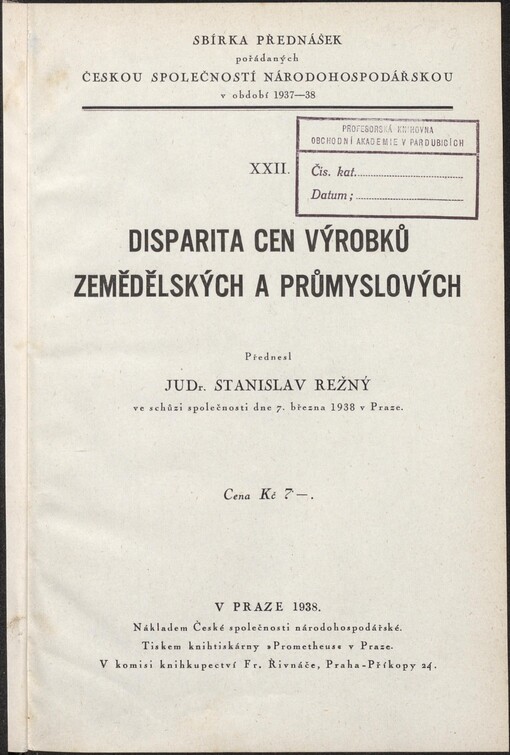 SBÍRKA PŘEDNÁŠEK
pořádaných
ČESKOU SPOLEČNOSTÍ NÁRODOHOSPODÁŘSKOU
v období 1937—38
PROFESORSKÁ KNIHOVNA
OBCHODNÍ AKADEMIE V PARDUBICÍCH
Čís. kat.
Datum ;
XXII.
DISPARITA CEN VÝROBKŮ
ZEMĚDĚLSKÝCH A PRŮMYSLOVÝCH
Přednesl
JUDr. STANISLAV REŽNÝ
ve schůzi společnosti dne 7. března 1938 v Praze.
Cena Kč 7—.
V PRAZE 1938.
Nákladem České společnosti národohospodářské.
Tiskem knihtiskárny »Prometheus« v Praze.
V komisi knihkupectví Fr. Řivnáče, Praha-Příkopy 24.